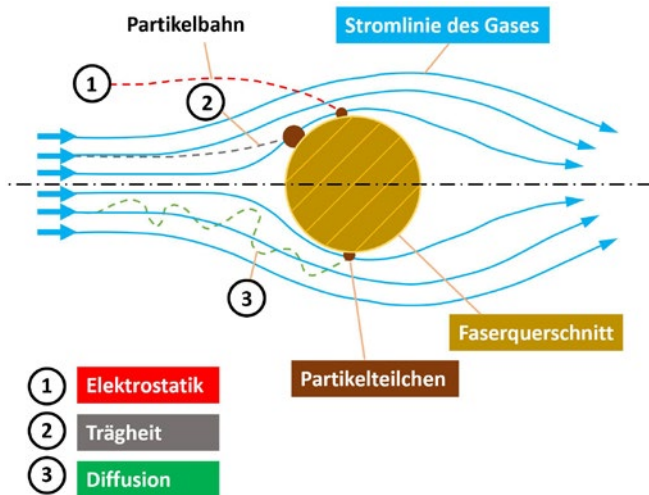 Partikelbahn
Stromlinie des Gases
1
2
3
Faserquerschnitt
Partikelteilchen
1 Elektrostatik
2 Trägheit
3 Diffusion